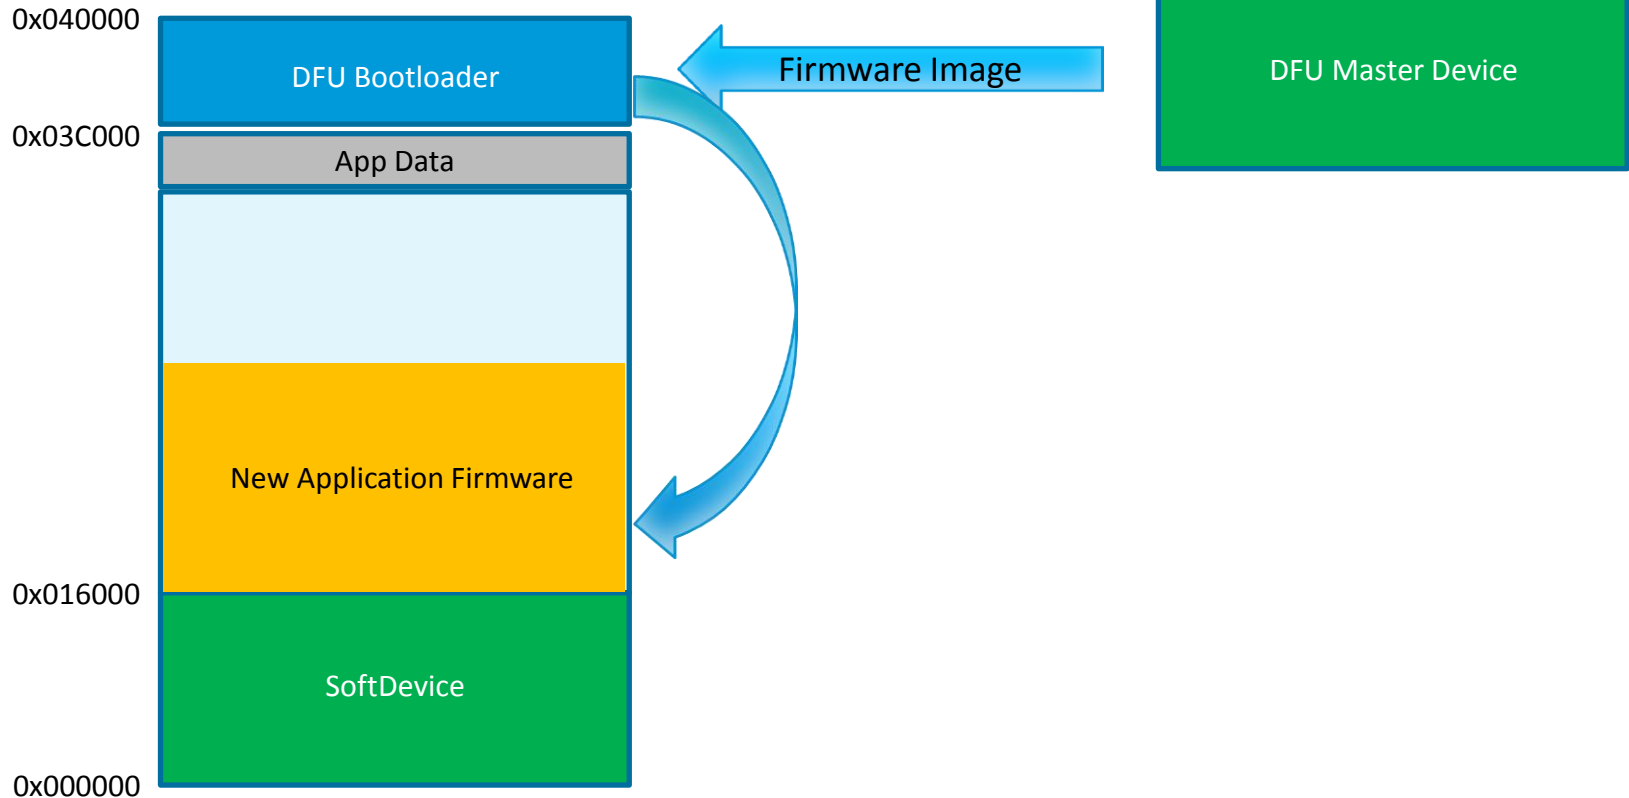 0x040000
DFU Bootloader
Firmware Image
DFU Master Device
0x03C000
App Data
New Application Firmware
0x016000
SoftDevice
0x000000